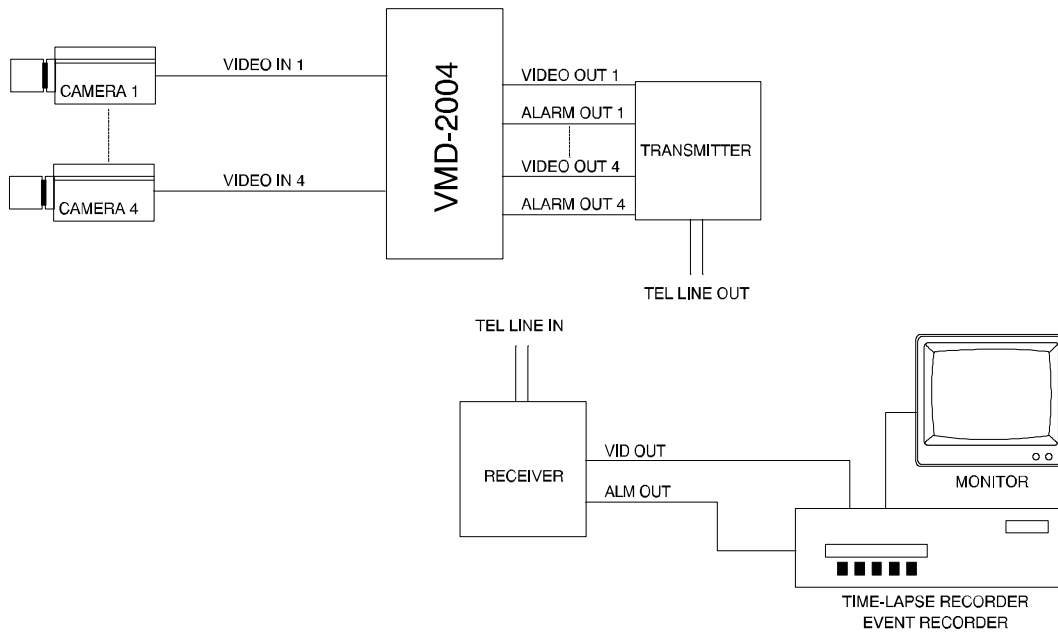 CAMERA 1
VIDEO IN 1
VMD-2004
VIDEO OUT 1
ALARM OUT 1
VIDEO OUT 4
ALARM OUT 4
TRANSMITTER
CAMERA 4
VIDEO IN 4
TEL LINE OUT
TEL LINE IN
RECEIVER
VID OUT
ALM OUT
MONITOR
TIME-LAPSE RECORDER
EVENT RECORDER